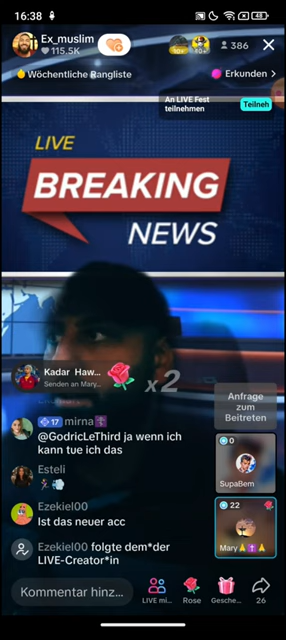 16:38
48
Ex_muslim
115.5K
10+
10+
386
Wöchentliche Rangliste
Erkunden >
An LIVE Fest
teilnehmen
Teilneh
LIVE
BREAKING
NEWS
Kadar Haw...
Senden an Mary...
x2
Anfrage
zum
Beitreten
17 mirna
@GodricLeThird ja wenn ich
kann tue ich das
0
SupaBem
Esteli
Ezekiel00
Ist das neuer acc
22
Mary
Ezekiel00 folgte dem*der
LIVE-Creator*in
Kommentar hinz...
LIVE mi...
Rose
Gesche...
26